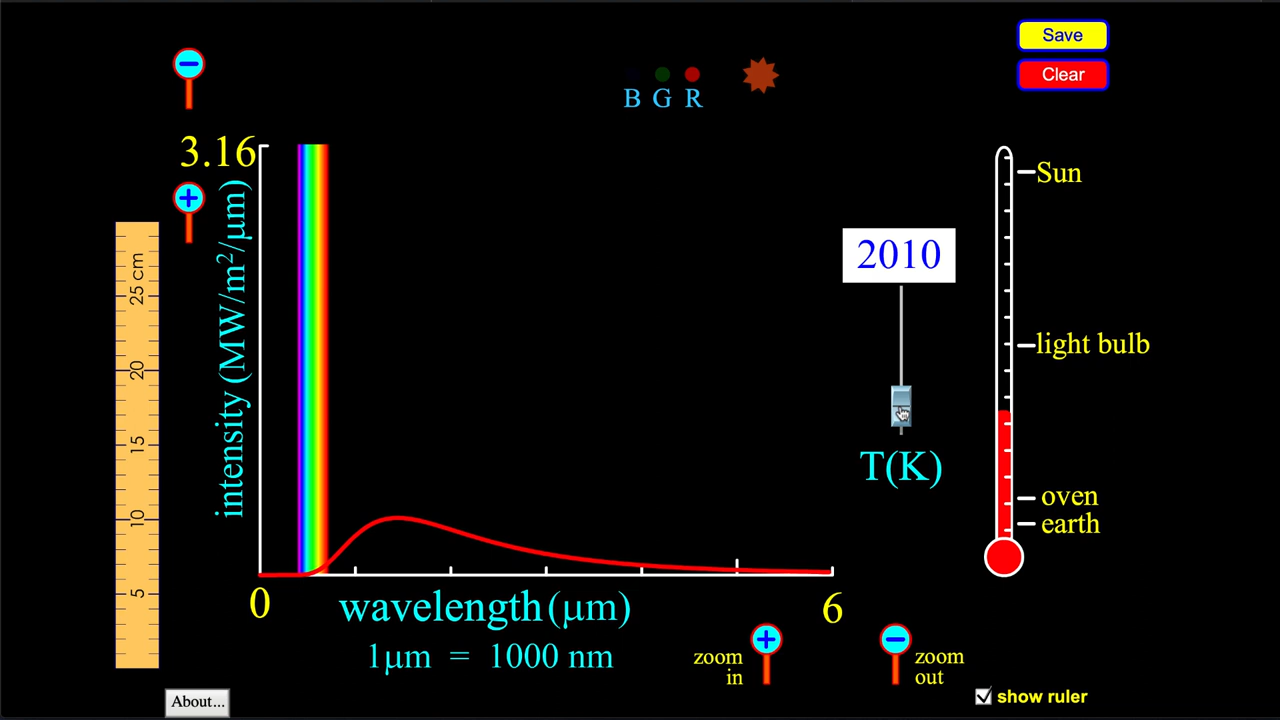 Save
Clear
B G R
3.16
Sun
intensity (MW/m²/μm)
2010
25 cm
20
15
10
5
light bulb
T(K)
oven
earth
0
wavelength (μm)
6
1μm = 1000 nm
zoom in
zoom out
About...
show ruler